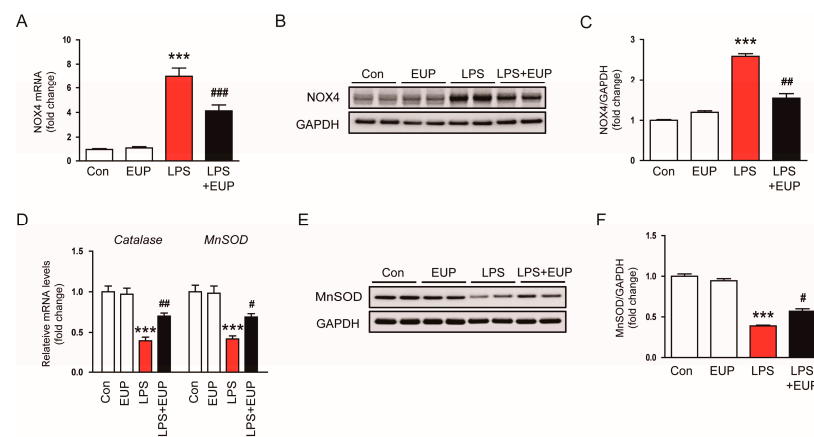 A
NOX4 mRNA
(fold change)
10
8
6
4
2
0
***
###
Con
EUP
LPS
LPS
+EUP
B
Con
EUP
LPS
LPS+EUP
NOX4
GAPDH
C
NOX4/GAPDH
(fold change)
3
2
1
0
***
##
Con
EUP
LPS
LPS
+EUP
D
Catalase
MnSOD
Relateive mRNA levels
(fold change)
1.5
1.0
0.5
0.0
***
##
***
#
Con
EUP
LPS
LPS+EUP
Con
EUP
LPS
LPS+EUP
E
Con
EUP
LPS
LPS+EUP
MnSOD
GAPDH
F
MnSOD/GAPDH
(fold change)
1.5
1.0
0.5
0.0
***
#
Con
EUP
LPS
LPS
+EUP